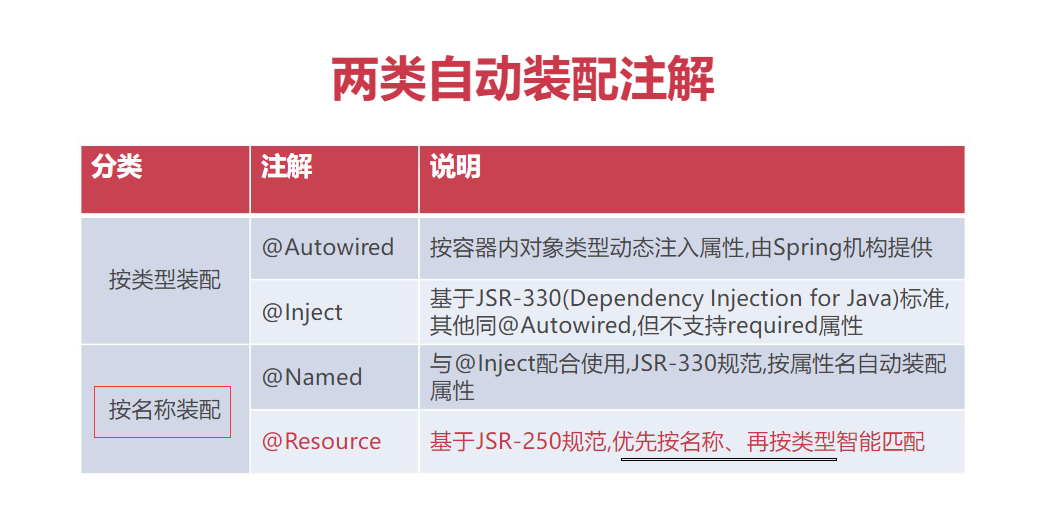 两类自动装配注解
分类 注解 说明
按类型装配
@Autowired 按容器内对象类型动态注入属性,由Spring机构提供
@Inject 基于JSR-330(Dependency Injection for Java)标准,
其他同@Autowired,但不支持required属性
按名称装配
@Named 与@Inject配合使用,JSR-330规范,按属性名自动装配
属性
@Resource 基于JSR-250规范,优先按名称、再按类型智能匹配